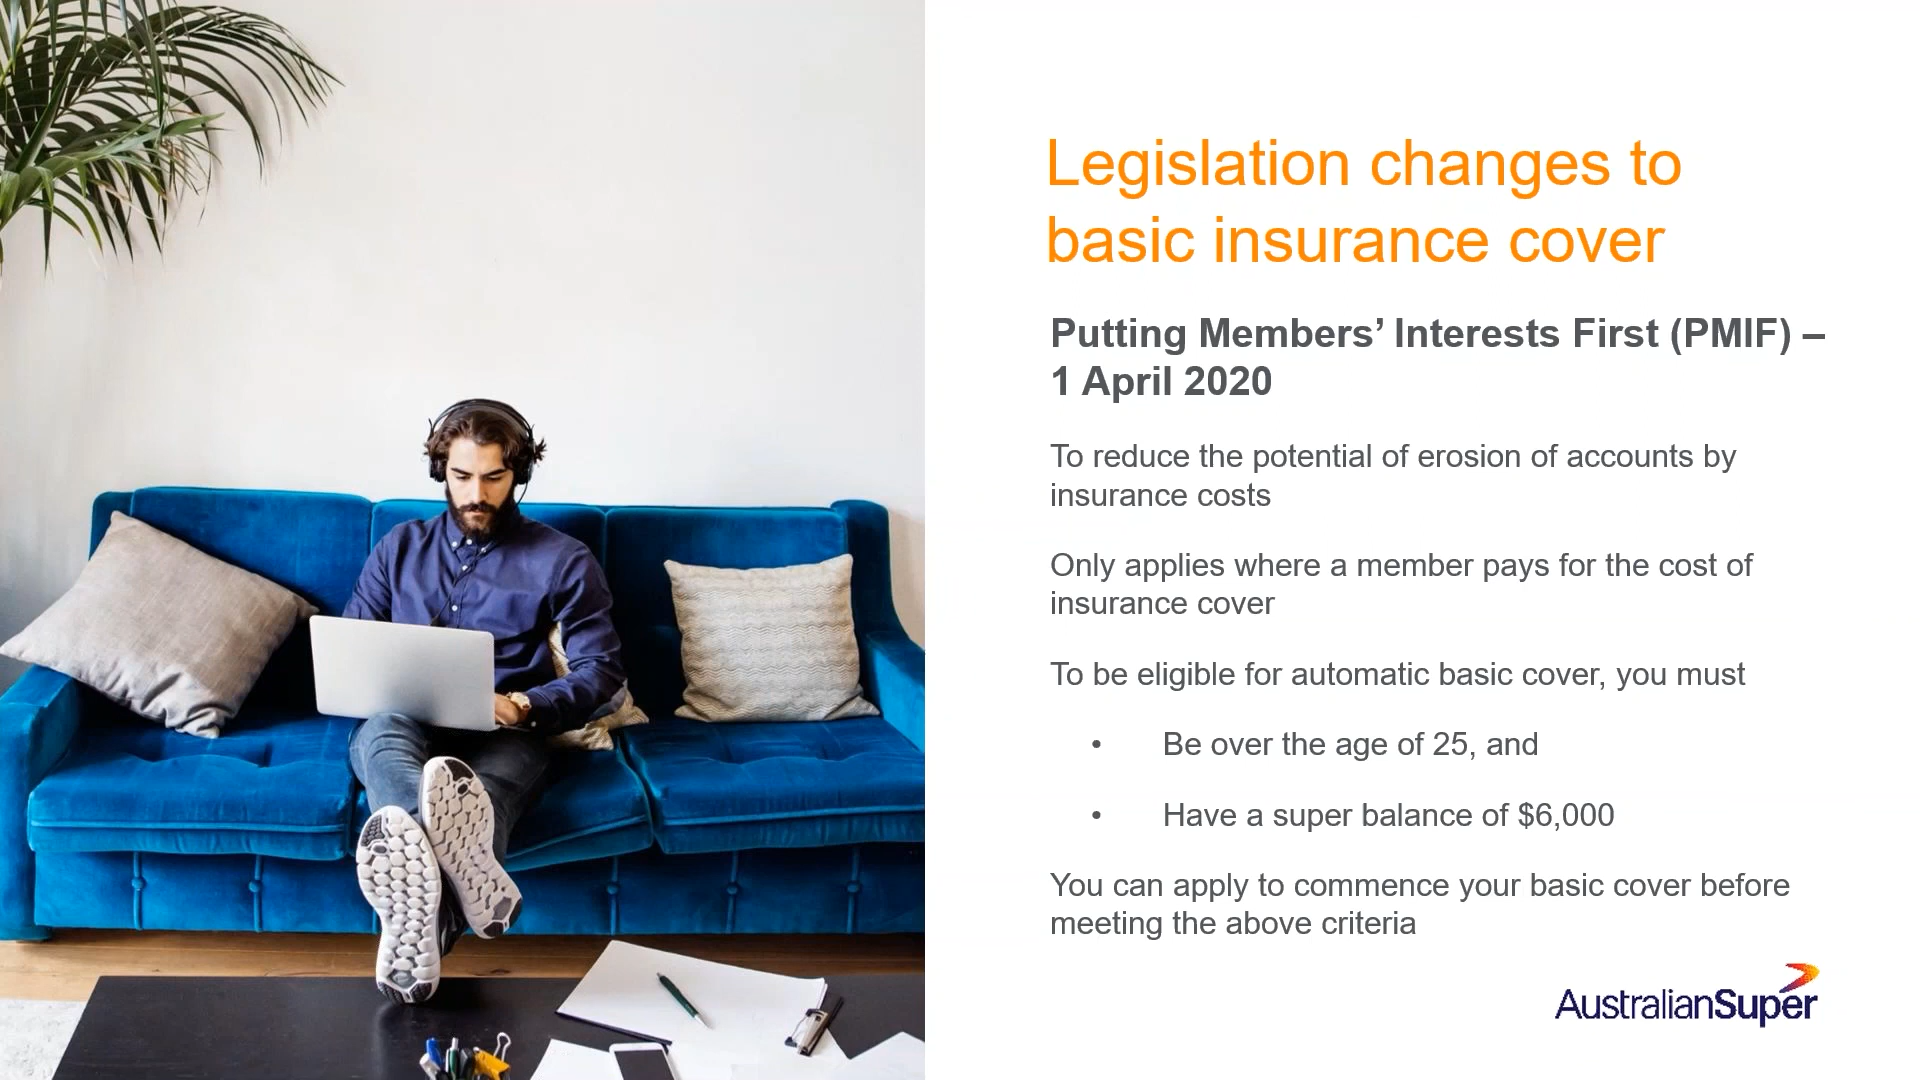 Legislation changes to
basic insurance cover
Putting Members’ Interests First (PMIF) –
1 April 2020
To reduce the potential of erosion of accounts by
insurance costs
Only applies where a member pays for the cost of
insurance cover
To be eligible for automatic basic cover, you must
• Be over the age of 25, and
• Have a super balance of $6,000
You can apply to commence your basic cover before
meeting the above criteria
AustralianSuper